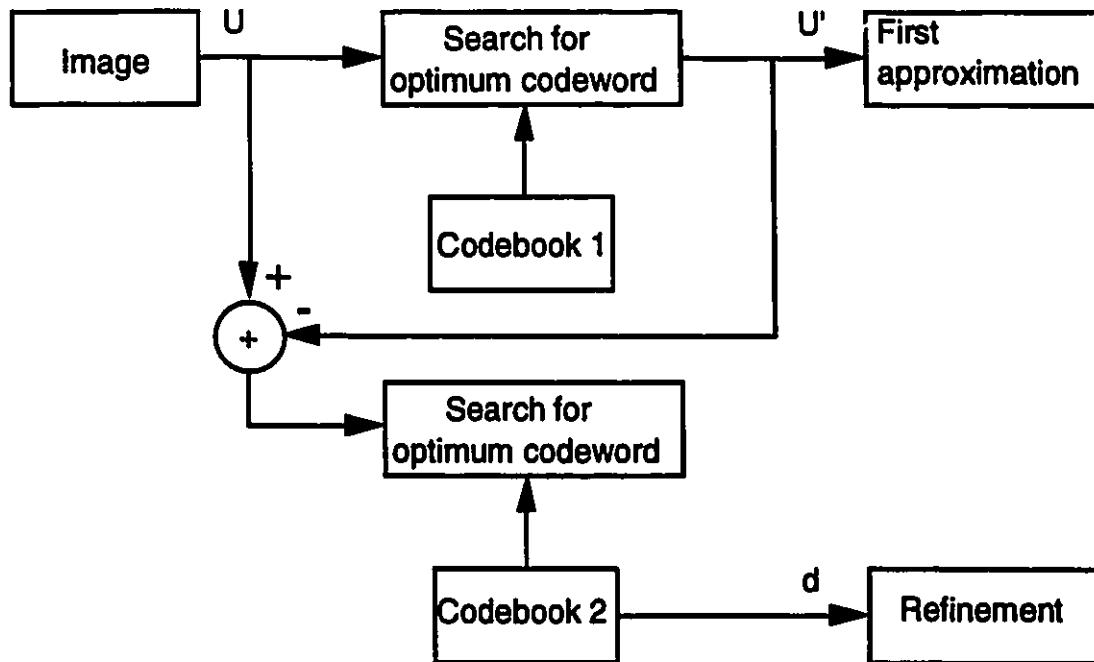 Image
U
Search for
optimum codeword
U'
First
approximation
Codebook 1
+
-
+
Search for
optimum codeword
Codebook 2
d
Refinement